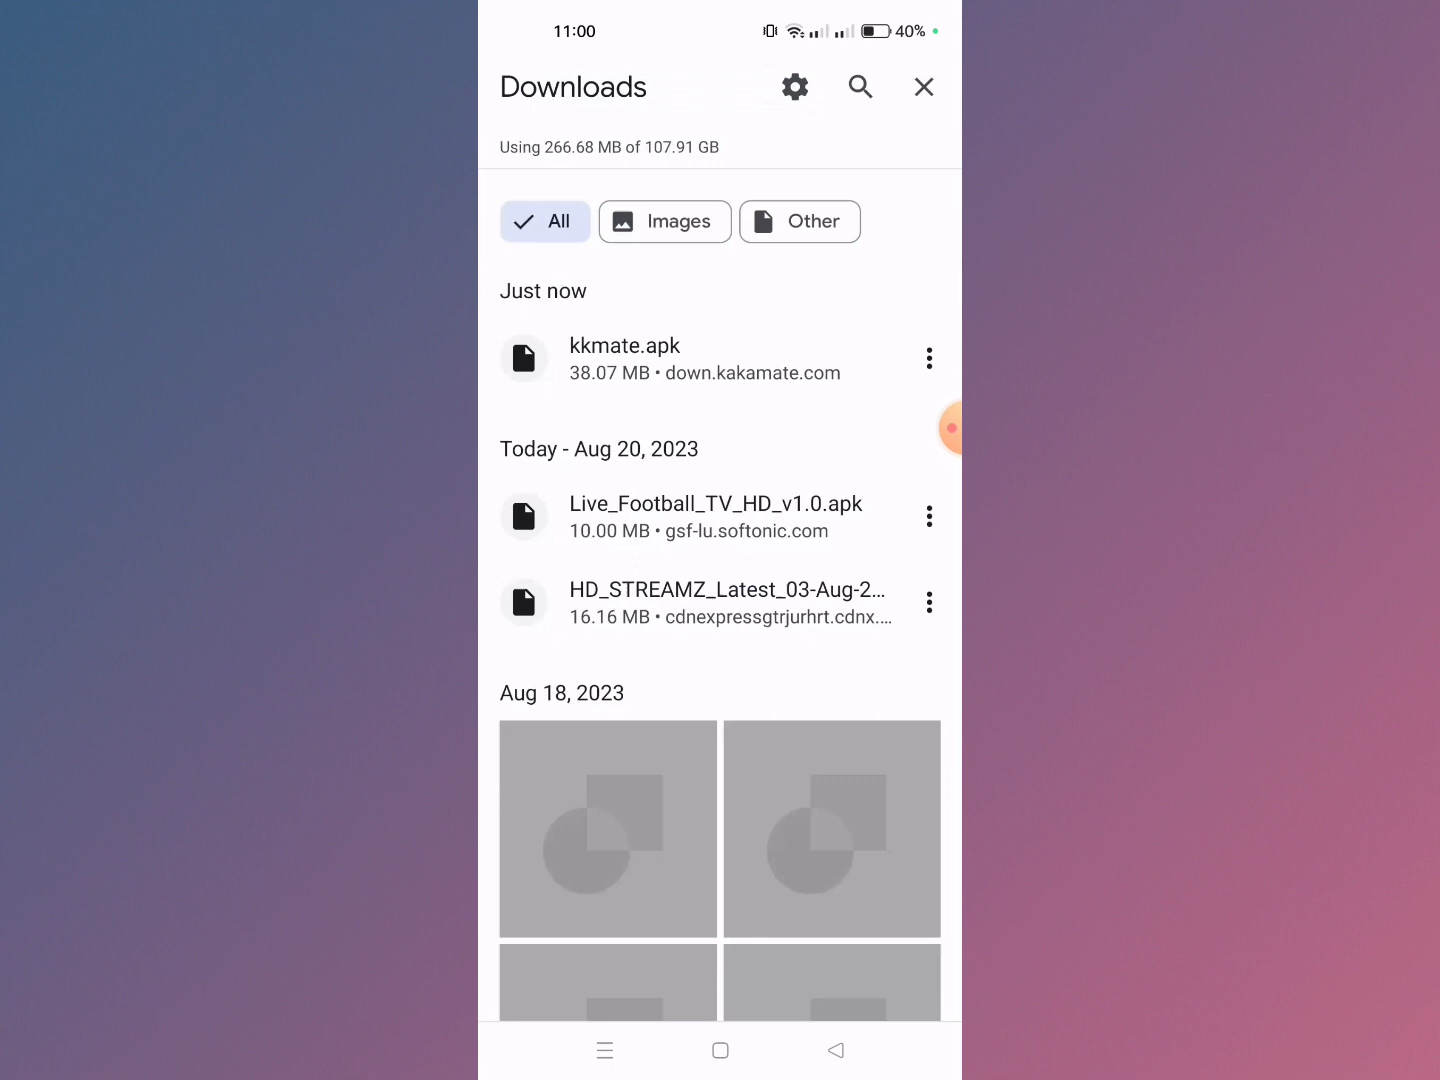 11:00
40%
Downloads
Using 266.68 MB of 107.91 GB
All
Images
Other
Just now
kkmate.apk
38.07 MB • down.kakamate.com
Today - Aug 20, 2023
Live_Football_TV_HD_v1.0.apk
10.00 MB • gsf-lu.softonic.com
HD_STREAMZ_Latest_03-Aug-2...
16.16 MB • cdnexpressgtrjurhrt.cdnx....
Aug 18, 2023